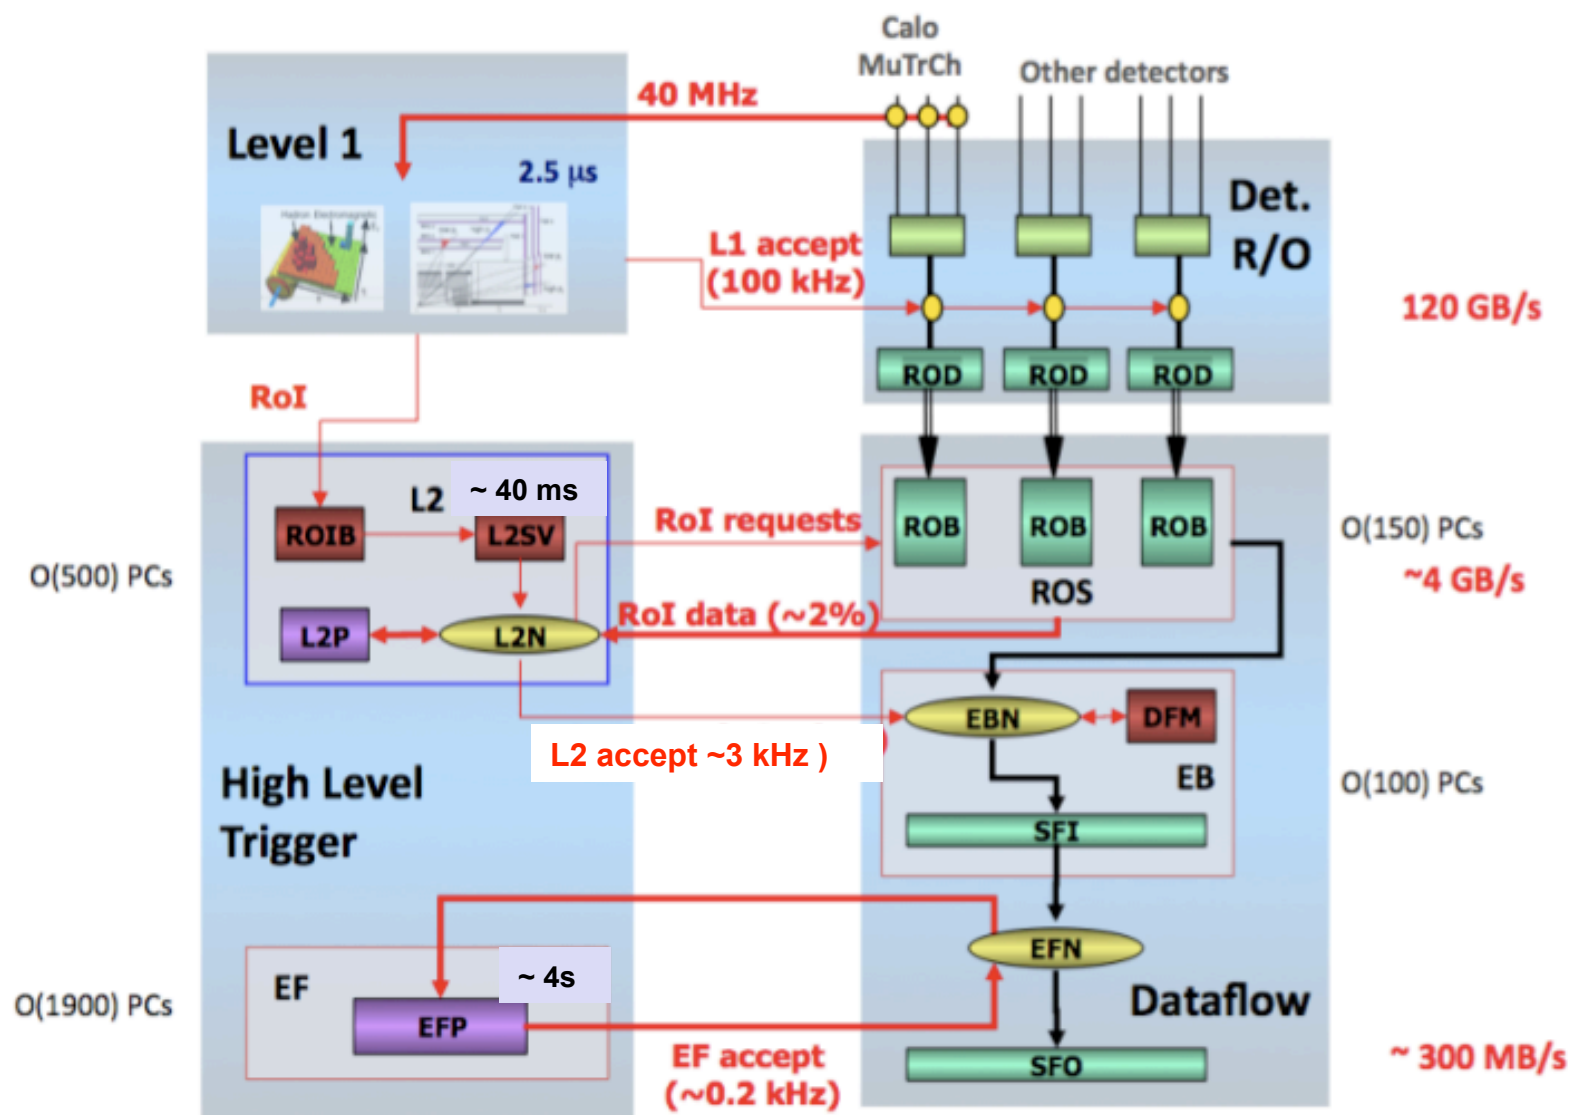 Calo
MuTrCh
Other detectors
40 MHz
Level 1
2.5 μs
Det.
R/O
L1 accept
(100 kHz)
120 GB/s
ROD
ROD
ROD
RoI
L2
~ 40 ms
ROIB
L2SV
RoI requests
ROB
ROB
ROB
O(150) PCs
~4 GB/s
O(500) PCs
ROS
RoI data (~2%)
L2P
L2N
EBN
DFM
L2 accept ~3 kHz )
EB
O(100) PCs
High Level
Trigger
SFI
EFN
EF
~ 4s
O(1900) PCs
EFP
Dataflow
EF accept
(~0.2 kHz)
SFO
~ 300 MB/s